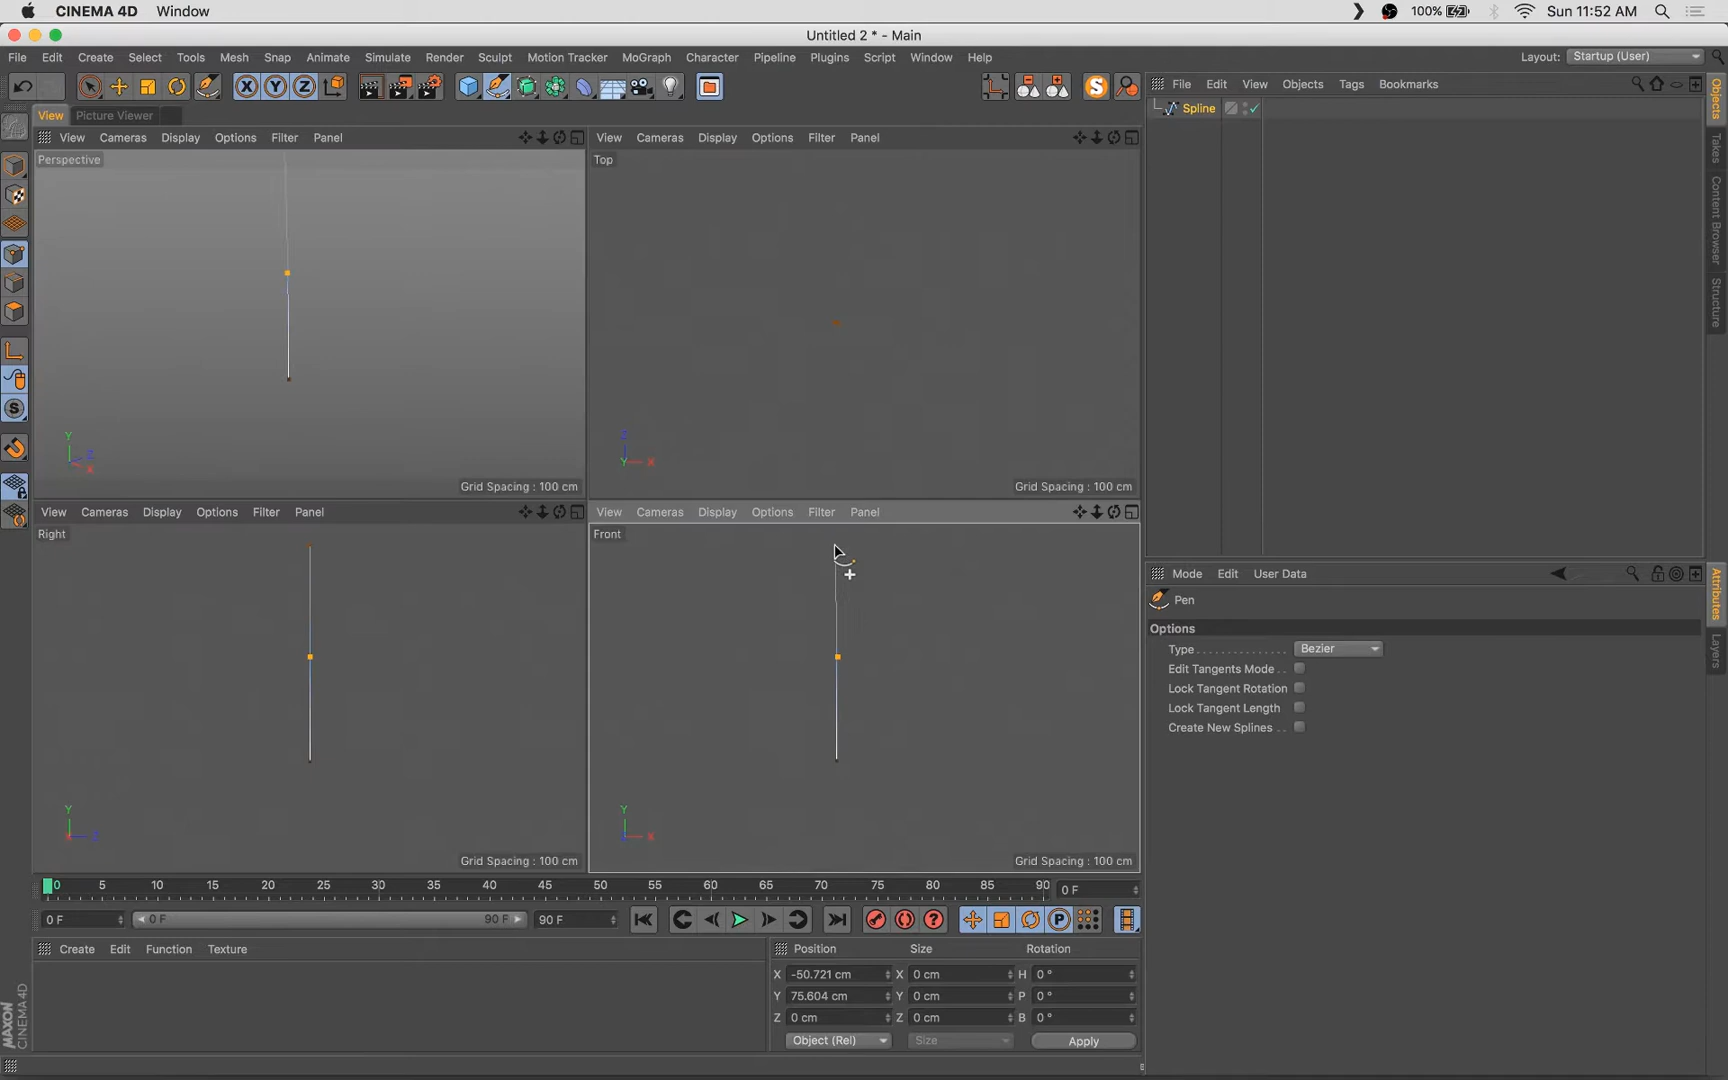 CINEMA 4D Window 100% Sun 11:52 AM
Untitled 2 * - Main
File Edit Create Select Tools Mesh Snap Animate Simulate Render Sculpt Motion Tracker MoGraph Character Pipeline Plugins Script Window Help Layout: Startup (User)
X Y Z S File Edit View Objects Tags Bookmarks
View Picture Viewer Spline
View Cameras Display Options Filter Panel View Cameras Display Options Filter Panel
Perspective Top
Y Z X Z Y X
Grid Spacing : 100 cm Grid Spacing : 100 cm
View Cameras Display Options Filter Panel View Cameras Display Options Filter Panel
Right Front
Y X Z Y X
Grid Spacing : 100 cm Grid Spacing : 100 cm
Objects
Takes
Content Browser
Structure
Mode Edit User Data
Pen
Options
Type Bezier
Edit Tangents Mode
Lock Tangent Rotation
Lock Tangent Length
Create New Splines
Attributes
Layers
0 5 10 15 20 25 30 35 40 45 50 55 60 65 70 75 80 85 90 0 F
0 F 0 F 90 F 90 F P
Create Edit Function Texture Position Size Rotation
X -50.721 cm X 0 cm H 0 °
Y 75.604 cm Y 0 cm P 0 °
Z 0 cm Z 0 cm B 0 °
Object (Rel) Size Apply
MAXON
CINEMA 4D